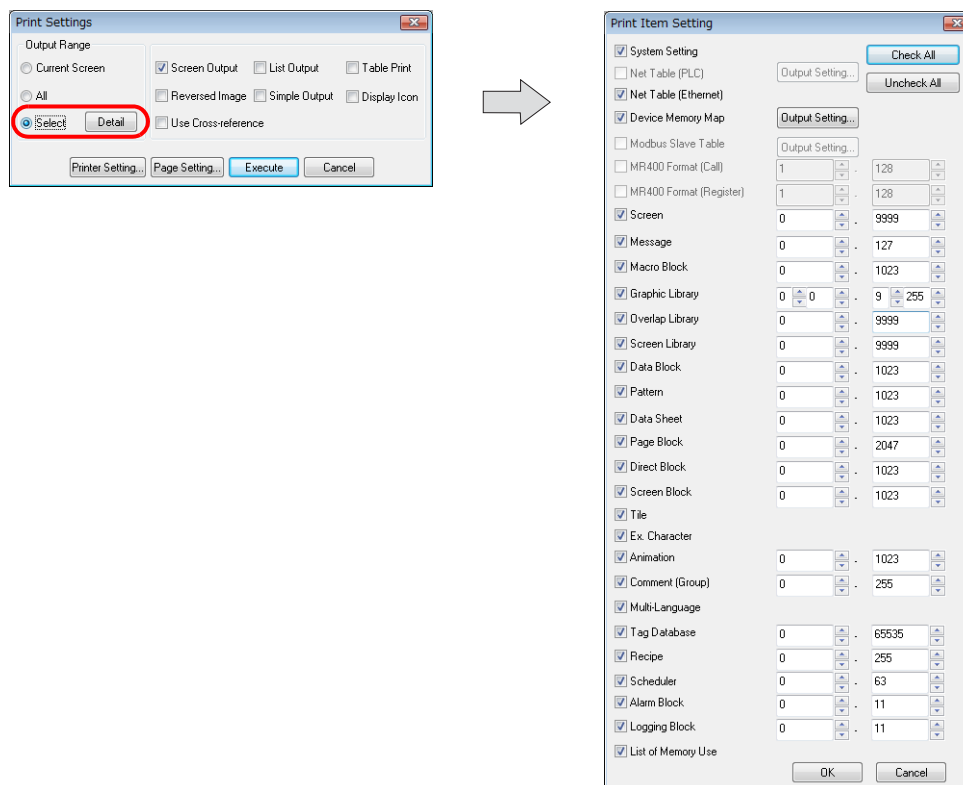 Print Settings
Output Range
Current Screen
Screen Output
List Output
Table Print
All
Reversed Image
Simple Output
Display Icon
Select
Detail
Use Cross-reference
Printer Setting...
Page Setting...
Execute
Cancel
Print Item Setting
System Setting
Check All
Net Table (PLC)
Output Setting...
Uncheck All
Net Table (Ethernet)
Device Memory Map
Output Setting...
Modbus Slave Table
Output Setting...
MR400 Format (Call) 1 . 128
MR400 Format (Register) 1 . 128
Screen 0 . 9999
Message 0 . 127
Macro Block 0 . 1023
Graphic Library 0 0 . 9 255
Overlap Library 0 . 9999
Screen Library 0 . 9999
Data Block 0 . 1023
Pattern 0 . 1023
Data Sheet 0 . 1023
Page Block 0 . 2047
Direct Block 0 . 1023
Screen Block 0 . 1023
Tile
Ex. Character
Animation 0 . 1023
Comment (Group) 0 . 255
Multi-Language
Tag Database 0 . 65535
Recipe 0 . 255
Scheduler 0 . 63
Alarm Block 0 . 11
Logging Block 0 . 11
List of Memory Use
OK
Cancel